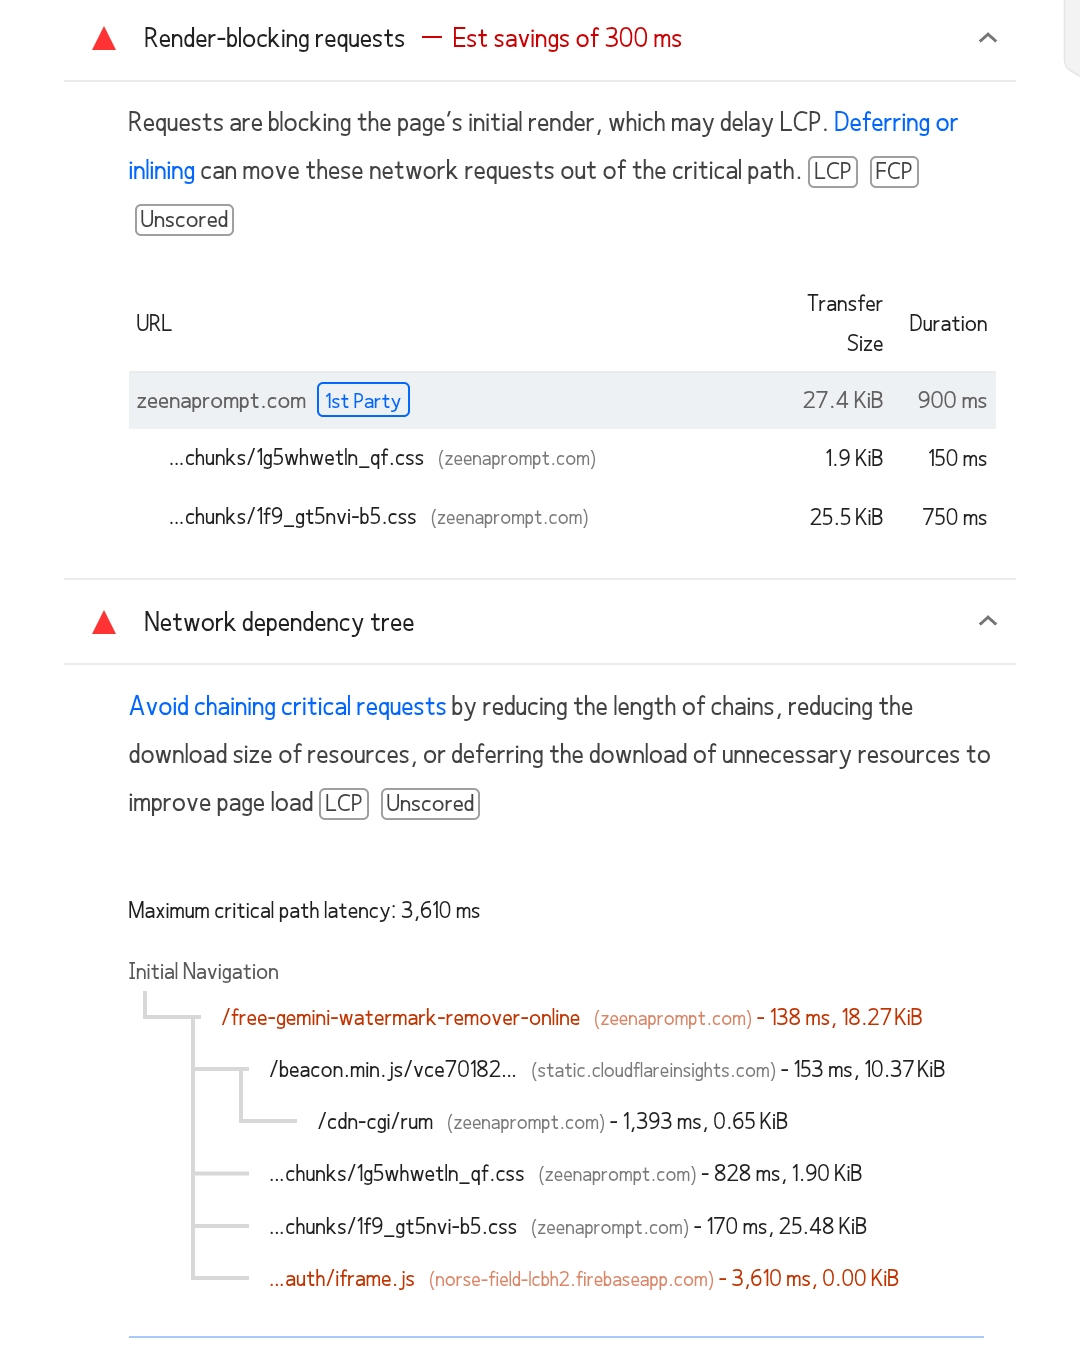 Render-blocking requests — Est savings of 300 ms
Requests are blocking the page's initial render, which may delay LCP. Deferring or
inlining can move these network requests out of the critical path. LCP FCP
Unscored
URL Transfer Size Duration
zeenaprompt.com 1st Party 27.4 KiB 900 ms
...chunks/1g5whwetln_qf.css (zeenaprompt.com) 1.9 KiB 150 ms
...chunks/1f9_gt5nvi-b5.css (zeenaprompt.com) 25.5 KiB 750 ms
Network dependency tree
Avoid chaining critical requests by reducing the length of chains, reducing the
download size of resources, or deferring the download of unnecessary resources to
improve page load LCP Unscored
Maximum critical path latency: 3,610 ms
Initial Navigation
/free-gemini-watermark-remover-online (zeenaprompt.com) - 138 ms, 18.27 KiB
/beacon.min.js/vce70182... (static.cloudflareinsights.com) - 153 ms, 10.37 KiB
/cdn-cgi/rum (zeenaprompt.com) - 1,393 ms, 0.65 KiB
...chunks/1g5whwetln_qf.css (zeenaprompt.com) - 828 ms, 1.90 KiB
...chunks/1f9_gt5nvi-b5.css (zeenaprompt.com) - 170 ms, 25.48 KiB
...auth/iframe.js (norse-field-lcbh2.firebaseapp.com) - 3,610 ms, 0.00 KiB